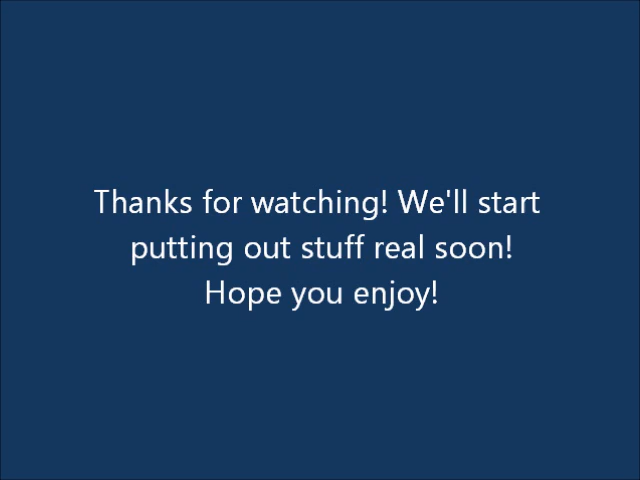 Thanks for watching! We'll start
putting out stuff real soon!
Hope you enjoy!